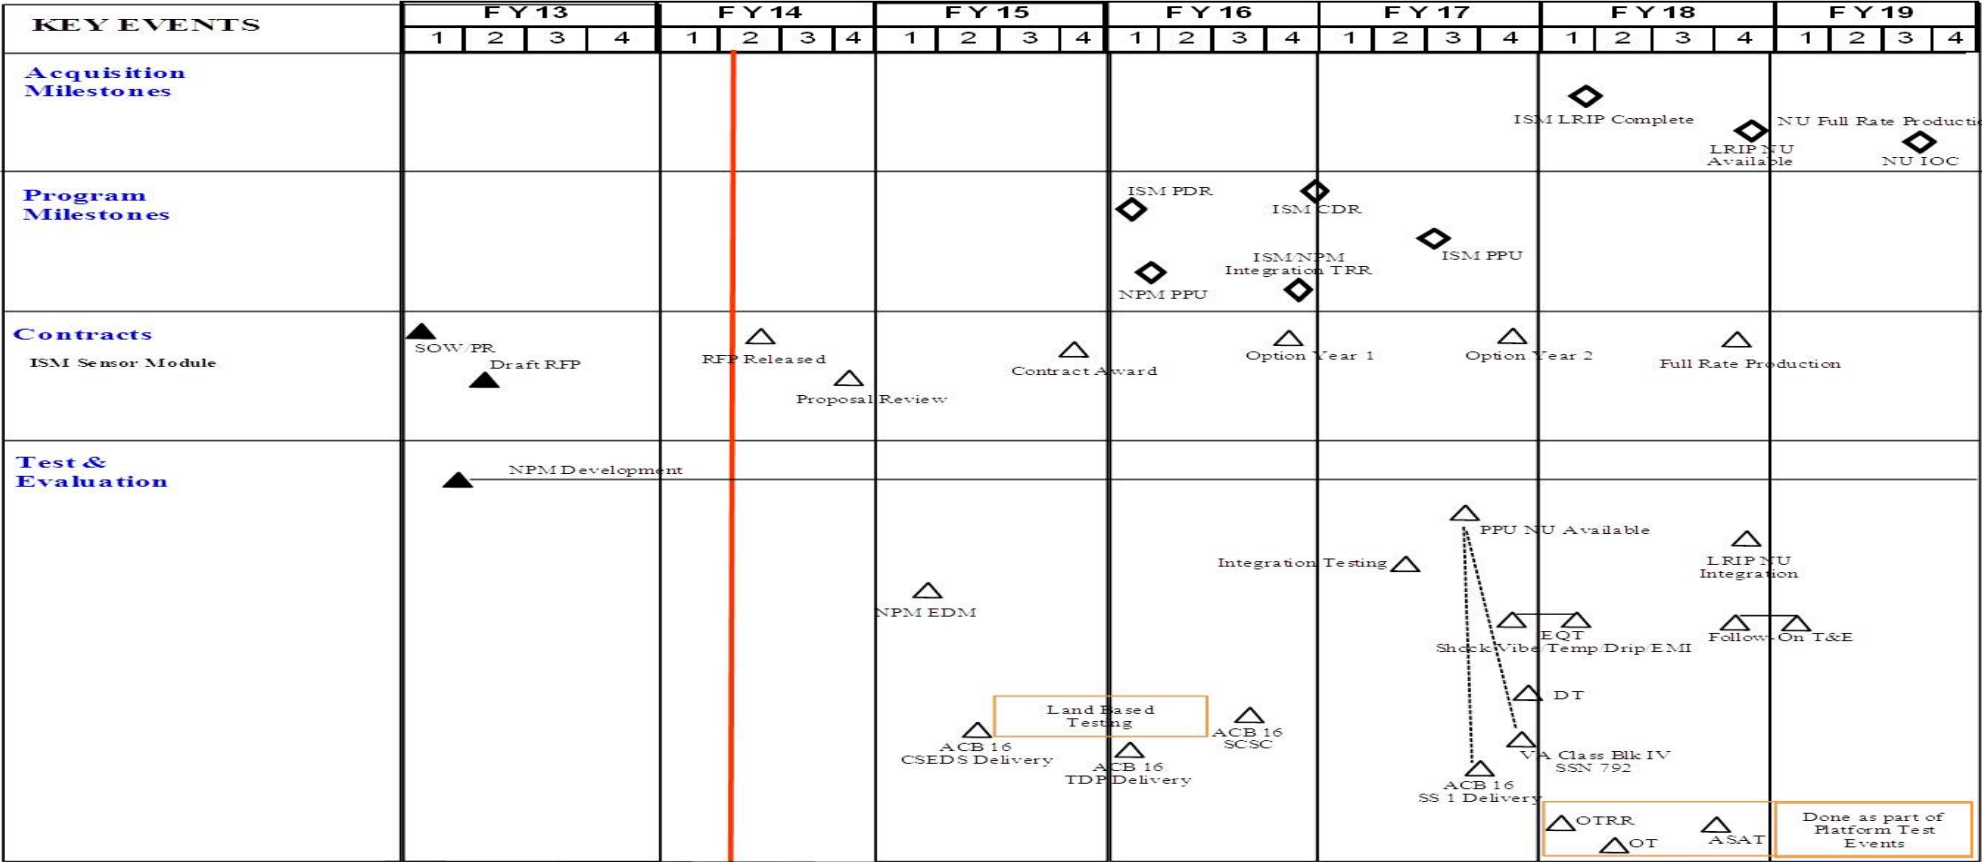 KEY EVENTS
FY13 FY14 FY15 FY16 FY17 FY18 FY19
1 2 3 4 1 2 3 4 1 2 3 4 1 2 3 4 1 2 3 4 1 2 3 4 1 2 3 4
Acquisition
Milestones
ISM LRIP Complete
NU Full Rate Producti
LRIP NU
Available
NU IOC
Program
Milestones
ISM PDR
ISM CDR
ISM PPU
ISM/NPM
Integration TRR
NPM PPU
Contracts
ISM Sensor Module
SOW/PR
Draft RFP
RFP Released
Proposal Review
Contract Award
Option Year 1
Option Year 2
Full Rate Production
Test &
Evaluation
NPM Development
PPU NU Available
Integration Testing
LRIP NU
Integration
NPM EDM
EQT
Shock/Vibe/Temp/Drip/EMI
Follow-On T&E
DT
Land Based
Testing
ACB 16
CSEDS Delivery
ACB 16
TDP Delivery
ACB 16
SCSC
VA Class Blk IV
SSN 792
ACB 16
SS 1 Delivery
OTRR
OT
ASAT
Done as part of
Platform Test
Events